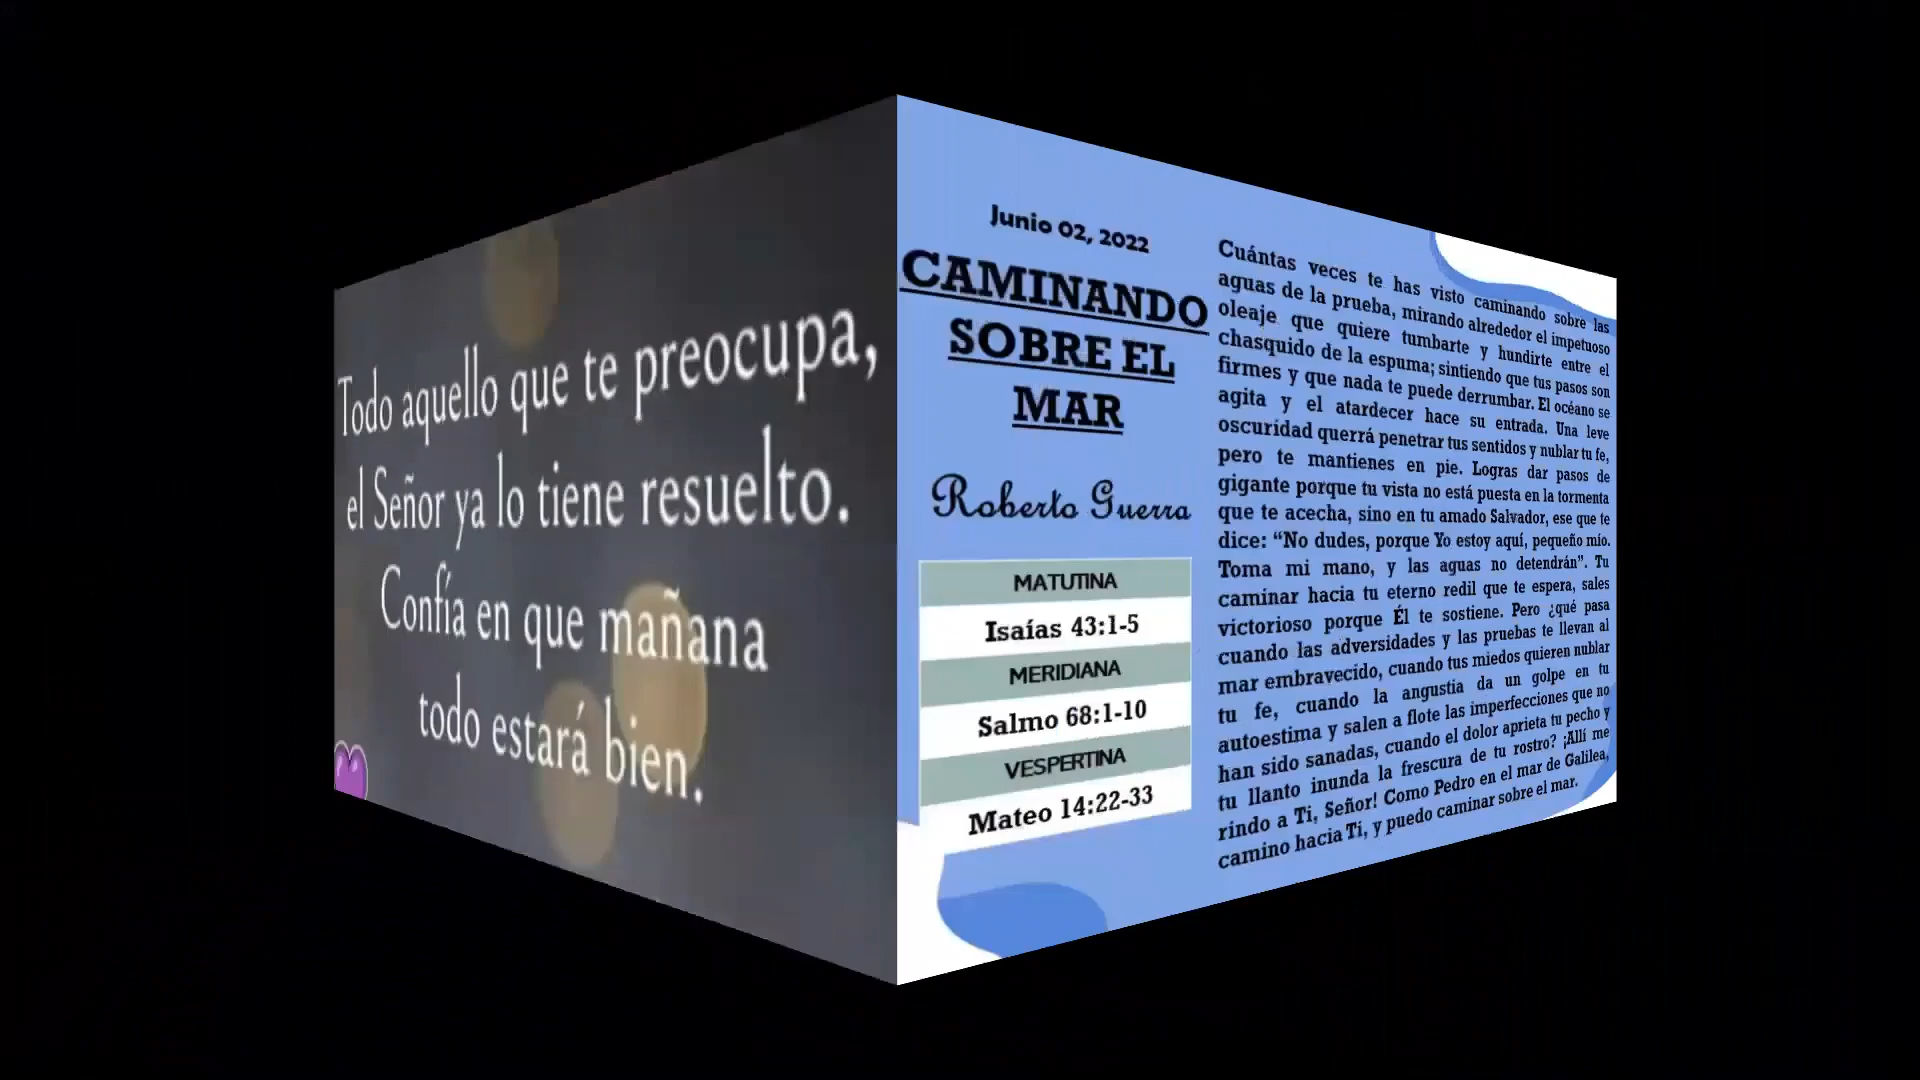 Todo aquello que te preocupa,
el Señor ya lo tiene resuelto.
Confía en que mañana
todo estará bien.
Junio 02, 2022
CAMINANDO
SOBRE EL
MAR
Roberto Guerra
MATUTINA
Isaías 43:1-5
MERIDIANA
Salmo 68:1-10
VESPERTINA
Mateo 14:22-33
Cuántas veces te has visto caminando sobre las
aguas de la prueba, mirando alrededor el impetuoso
oleaje que quiere tumbarte y hundirte entre el
chasquido de la espuma; sintiendo que tus pasos son
firmes y que nada te puede derrumbar. El océano se
agita y el atardecer hace su entrada. Una leve
oscuridad querrá penetrar tus sentidos y nublar tu fe,
pero te mantienes en pie. Logras dar pasos de
gigante porque tu vista no está puesta en la tormenta
que te acecha, sino en tu amado Salvador, ese que te
dice: “No dudes, porque Yo estoy aquí, pequeño mío.
Toma mi mano, y las aguas no detendrán”. Tu
caminar hacia tu eterno redil que te espera, sales
victorioso porque Él te sostiene. Pero ¿qué pasa
cuando las adversidades y las pruebas te llevan al
mar embravecido, cuando tus miedos quieren nublar
tu fe, cuando la angustia da un golpe en tu
autoestima y salen a flote las imperfecciones que no
han sido sanadas, cuando el dolor aprieta tu pecho y
tu llanto inunda la frescura de tu rostro? ¡Allí me
rindo a Ti, Señor! Como Pedro en el mar de Galilea,
camino hacia Ti, y puedo caminar sobre el mar.